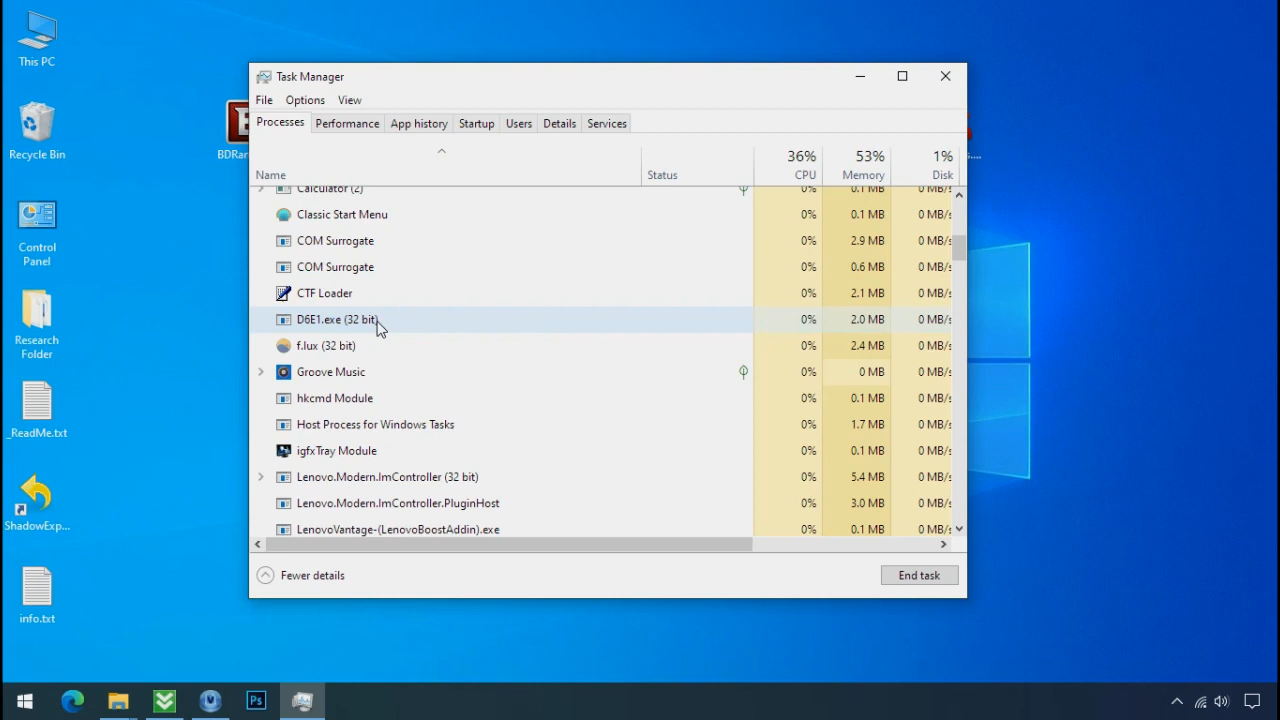 This PC
Recycle Bin
Control
Panel
Research
Folder
_ReadMe.txt
ShadowExp...
info.txt
Task Manager
File Options View
Processes Performance App history Startup Users Details Services
36% 53% 1%
Name Status CPU Memory Disk
Calculator (2) 0% 0.1 MB 0 MB/s
Classic Start Menu 0% 0.1 MB 0 MB/s
COM Surrogate 0% 2.9 MB 0 MB/s
COM Surrogate 0% 0.6 MB 0 MB/s
CTF Loader 0% 2.1 MB 0 MB/s
D6E1.exe (32 bit) 0% 2.0 MB 0 MB/s
f.lux (32 bit) 0% 2.4 MB 0 MB/s
Groove Music 0% 0 MB 0 MB/s
hkcmd Module 0% 0.1 MB 0 MB/s
Host Process for Windows Tasks 0% 1.7 MB 0 MB/s
igfxTray Module 0% 0.1 MB 0 MB/s
Lenovo.Modern.ImController (32 bit) 0% 5.4 MB 0 MB/s
Lenovo.Modern.ImController.PluginHost 0% 3.0 MB 0 MB/s
LenovoVantage-(LenovoBoostAddin).exe 0% 0.1 MB 0 MB/s
Fewer details End task
Ps